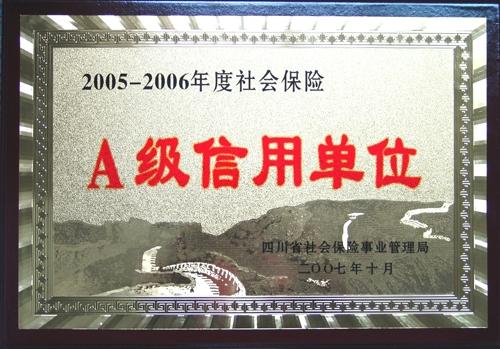 2005-2006年度社会保险
A级信用单位
四川省社会保险事业管理局
二〇〇七年十月